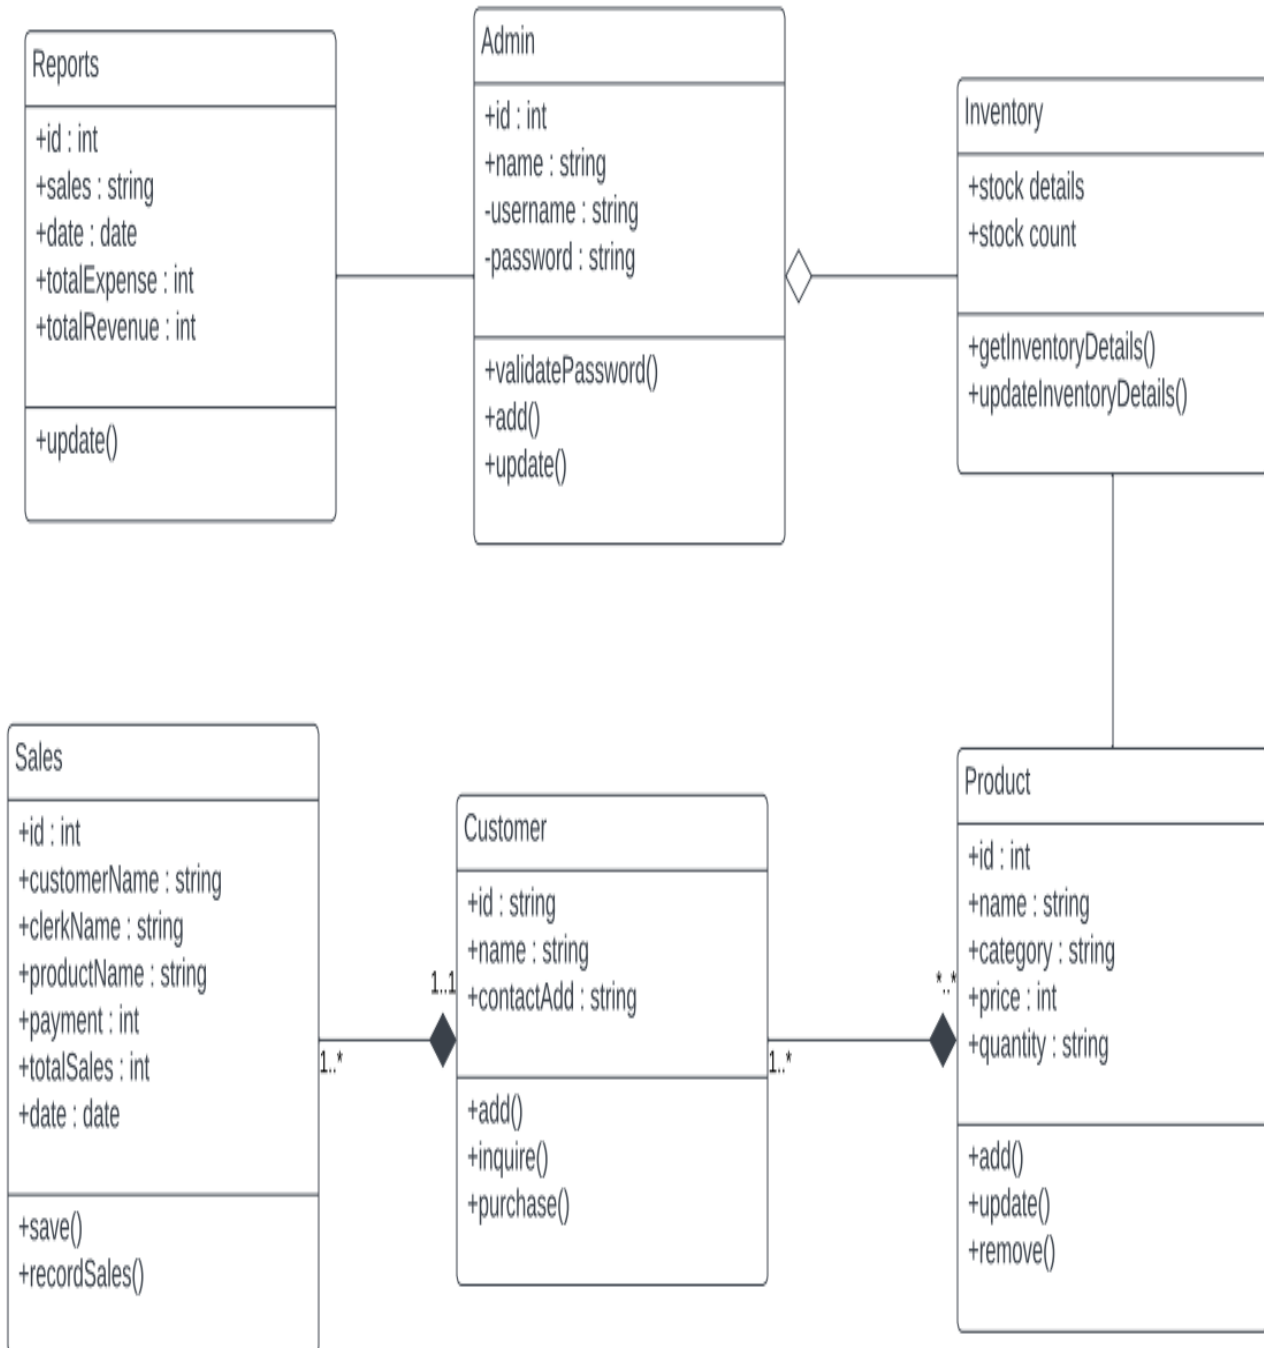 Reports
+id : int
+sales : string
+date : date
+totalExpense : int
+totalRevenue : int
+update()
Admin
+id : int
+name : string
-username : string
-password : string
+validatePassword()
+add()
+update()
Inventory
+stock details
+stock count
+getInventoryDetails()
+updateInventoryDetails()
Sales
+id : int
+customerName : string
+clerkName : string
+productName : string
+payment : int
+totalSales : int
+date : date
+save()
+recordSales()
1..*
1..1
Customer
+id : string
+name : string
+contactAdd : string
+add()
+inquire()
+purchase()
1..*
*..*
Product
+id : int
+name : string
+category : string
+price : int
+quantity : string
+add()
+update()
+remove()